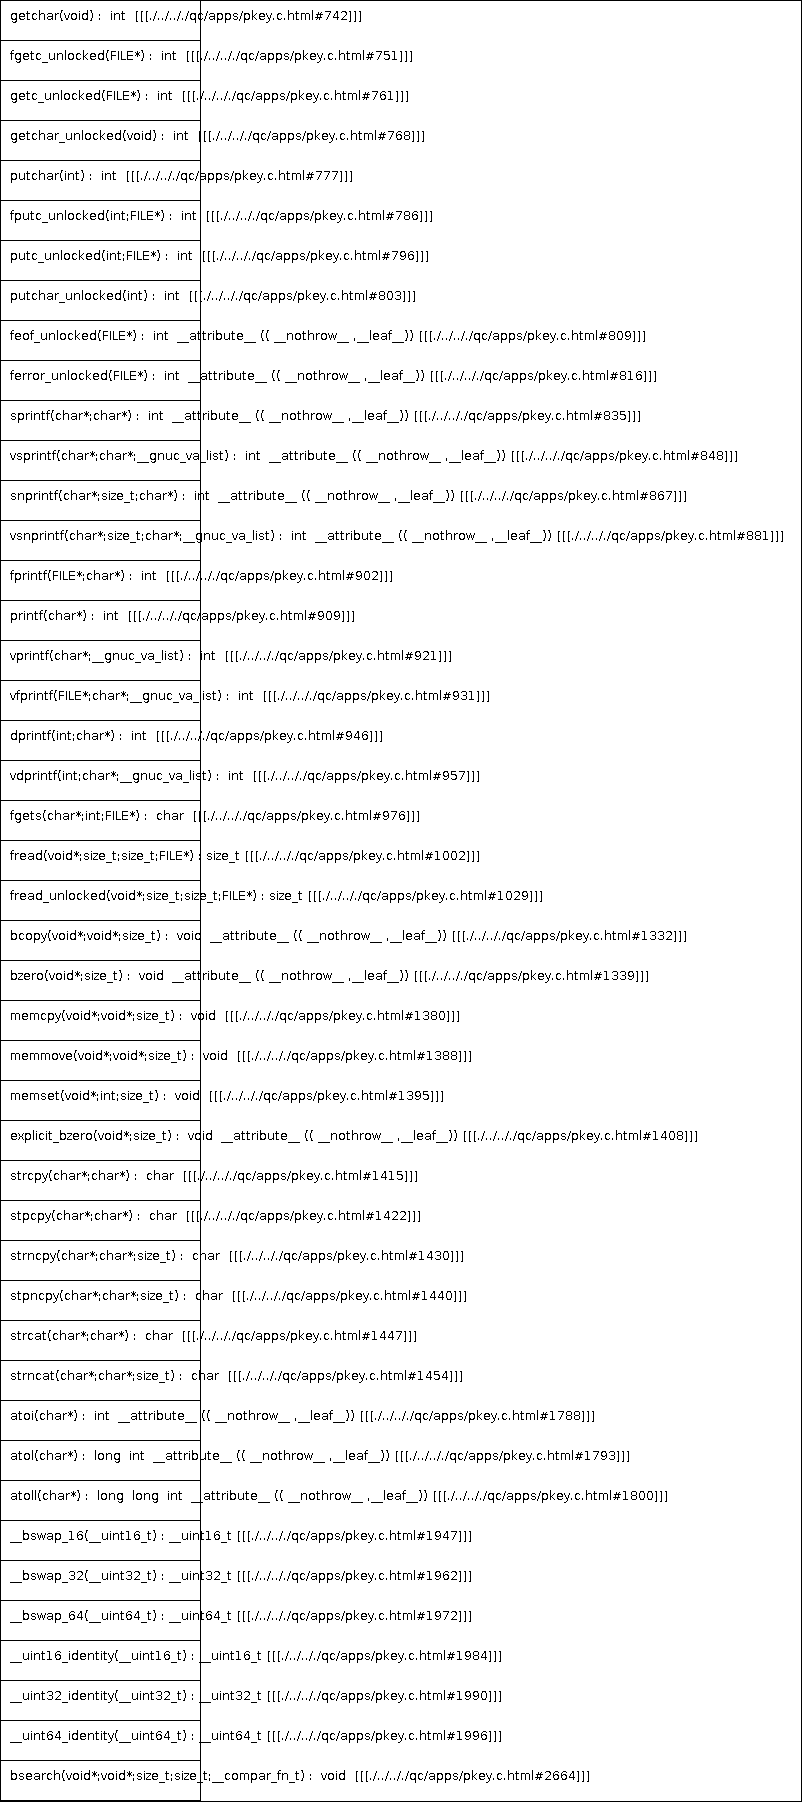 getchar(void) :  int  [[[./../../../qc/apps/pkey.c.html#742]]]
fgetc_unlocked(FILE*) :  int  [[[./../../../qc/apps/pkey.c.html#751]]]
getc_unlocked(FILE*) :  int  [[[./../../../qc/apps/pkey.c.html#761]]]
getchar_unlocked(void) :  int  [[[./../../../qc/apps/pkey.c.html#768]]]
putchar(int) :  int  [[[./../../../qc/apps/pkey.c.html#777]]]
fputc_unlocked(int;FILE*) :  int  [[[./../../../qc/apps/pkey.c.html#786]]]
putc_unlocked(int;FILE*) :  int  [[[./../../../qc/apps/pkey.c.html#796]]]
putchar_unlocked(int) :  int  [[[./../../../qc/apps/pkey.c.html#803]]]
feof_unlocked(FILE*) :  int  __attribute__ (( __nothrow__ ,__leaf__)) [[[./../../../qc/apps/pkey.c.html#809]]]
ferror_unlocked(FILE*) :  int  __attribute__ (( __nothrow__ ,__leaf__)) [[[./../../../qc/apps/pkey.c.html#816]]]
sprintf(char*;char*) :  int  __attribute__ (( __nothrow__ ,__leaf__)) [[[./../../../qc/apps/pkey.c.html#835]]]
vsprintf(char*;char*;__gnuc_va_list) :  int  __attribute__ (( __nothrow__ ,__leaf__)) [[[./../../../qc/apps/pkey.c.html#848]]]
snprintf(char*;size_t;char*) :  int  __attribute__ (( __nothrow__ ,__leaf__)) [[[./../../../qc/apps/pkey.c.html#867]]]
vsnprintf(char*;size_t;char*;__gnuc_va_list) :  int  __attribute__ (( __nothrow__ ,__leaf__)) [[[./../../../qc/apps/pkey.c.html#881]]]
fprintf(FILE*;char*) :  int  [[[./../../../qc/apps/pkey.c.html#902]]]
printf(char*) :  int  [[[./../../../qc/apps/pkey.c.html#909]]]
vprintf(char*;__gnuc_va_list) :  int  [[[./../../../qc/apps/pkey.c.html#921]]]
vfprintf(FILE*;char*;__gnuc_va_list) :  int  [[[./../../../qc/apps/pkey.c.html#931]]]
dprintf(int;char*) :  int  [[[./../../../qc/apps/pkey.c.html#946]]]
vdprintf(int;char*;__gnuc_va_list) :  int  [[[./../../../qc/apps/pkey.c.html#957]]]
fgets(char*;int;FILE*) :  char  [[[./../../../qc/apps/pkey.c.html#976]]]
fread(void*;size_t;size_t;FILE*) : size_t [[[./../../../qc/apps/pkey.c.html#1002]]]
fread_unlocked(void*;size_t;size_t;FILE*) : size_t [[[./../../../qc/apps/pkey.c.html#1029]]]
bcopy(void*;void*;size_t) :  void  __attribute__ (( __nothrow__ ,__leaf__)) [[[./../../../qc/apps/pkey.c.html#1332]]]
bzero(void*;size_t) :  void  __attribute__ (( __nothrow__ ,__leaf__)) [[[./../../../qc/apps/pkey.c.html#1339]]]
memcpy(void*;void*;size_t) :  void  [[[./../../../qc/apps/pkey.c.html#1380]]]
memmove(void*;void*;size_t) :  void  [[[./../../../qc/apps/pkey.c.html#1388]]]
memset(void*;int;size_t) :  void  [[[./../../../qc/apps/pkey.c.html#1395]]]
explicit_bzero(void*;size_t) :  void  __attribute__ (( __nothrow__ ,__leaf__)) [[[./../../../qc/apps/pkey.c.html#1408]]]
strcpy(char*;char*) :  char  [[[./../../../qc/apps/pkey.c.html#1415]]]
stpcpy(char*;char*) :  char  [[[./../../../qc/apps/pkey.c.html#1422]]]
strncpy(char*;char*;size_t) :  char  [[[./../../../qc/apps/pkey.c.html#1430]]]
stpncpy(char*;char*;size_t) :  char  [[[./../../../qc/apps/pkey.c.html#1440]]]
strcat(char*;char*) :  char  [[[./../../../qc/apps/pkey.c.html#1447]]]
strncat(char*;char*;size_t) :  char  [[[./../../../qc/apps/pkey.c.html#1454]]]
atoi(char*) :  int  __attribute__ (( __nothrow__ ,__leaf__)) [[[./../../../qc/apps/pkey.c.html#1788]]]
atol(char*) :  long  int  __attribute__ (( __nothrow__ ,__leaf__)) [[[./../../../qc/apps/pkey.c.html#1793]]]
atoll(char*) :  long  long  int  __attribute__ (( __nothrow__ ,__leaf__)) [[[./../../../qc/apps/pkey.c.html#1800]]]
__bswap_16(__uint16_t) : __uint16_t [[[./../../../qc/apps/pkey.c.html#1947]]]
__bswap_32(__uint32_t) : __uint32_t [[[./../../../qc/apps/pkey.c.html#1962]]]
__bswap_64(__uint64_t) : __uint64_t [[[./../../../qc/apps/pkey.c.html#1972]]]
__uint16_identity(__uint16_t) : __uint16_t [[[./../../../qc/apps/pkey.c.html#1984]]]
__uint32_identity(__uint32_t) : __uint32_t [[[./../../../qc/apps/pkey.c.html#1990]]]
__uint64_identity(__uint64_t) : __uint64_t [[[./../../../qc/apps/pkey.c.html#1996]]]
bsearch(void*;void*;size_t;size_t;__compar_fn_t) :  void  [[[./../../../qc/apps/pkey.c.html#2664]]]